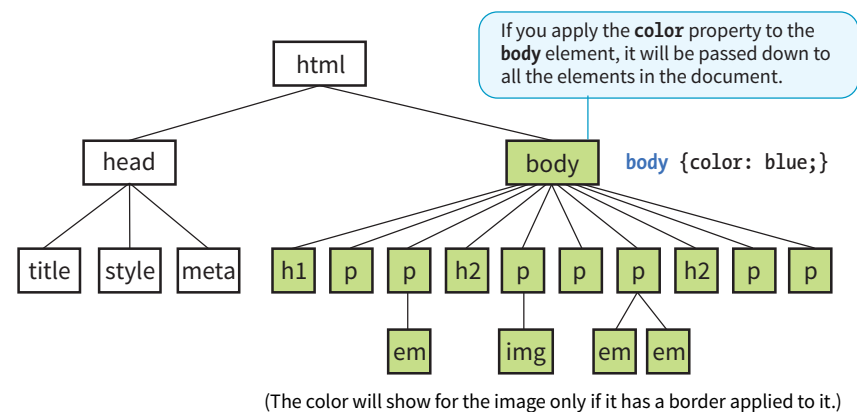 If you apply the color property to the
body element, it will be passed down to
all the elements in the document.
html
head
body
body {color: blue;}
title
style
meta
h1
p
p
h2
p
p
p
h2
p
p
em
img
em
em
(The color will show for the image only if it has a border applied to it.)